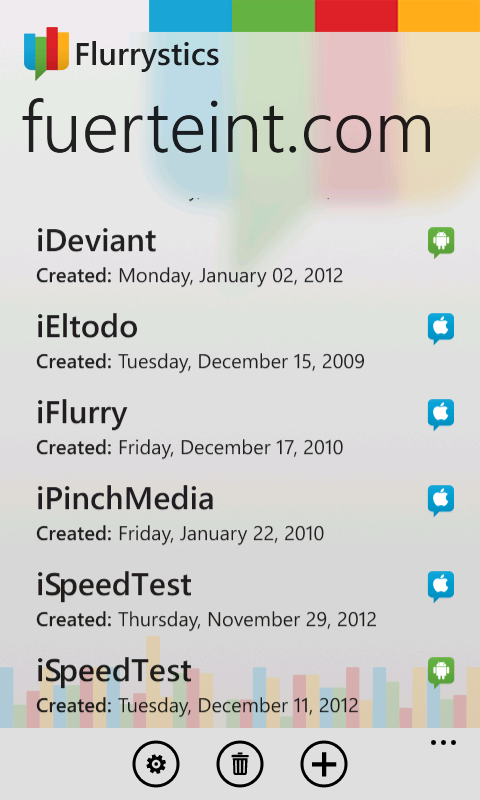 Flurrystics
fuerteint.com
iDeviant
Created: Monday, January 02, 2012
iEltodo
Created: Tuesday, December 15, 2009
iFlurry
Created: Friday, December 17, 2010
iPinchMedia
Created: Friday, January 22, 2010
iSpeedTest
Created: Thursday, November 29, 2012
iSpeedTest
Created: Tuesday, December 11, 2012